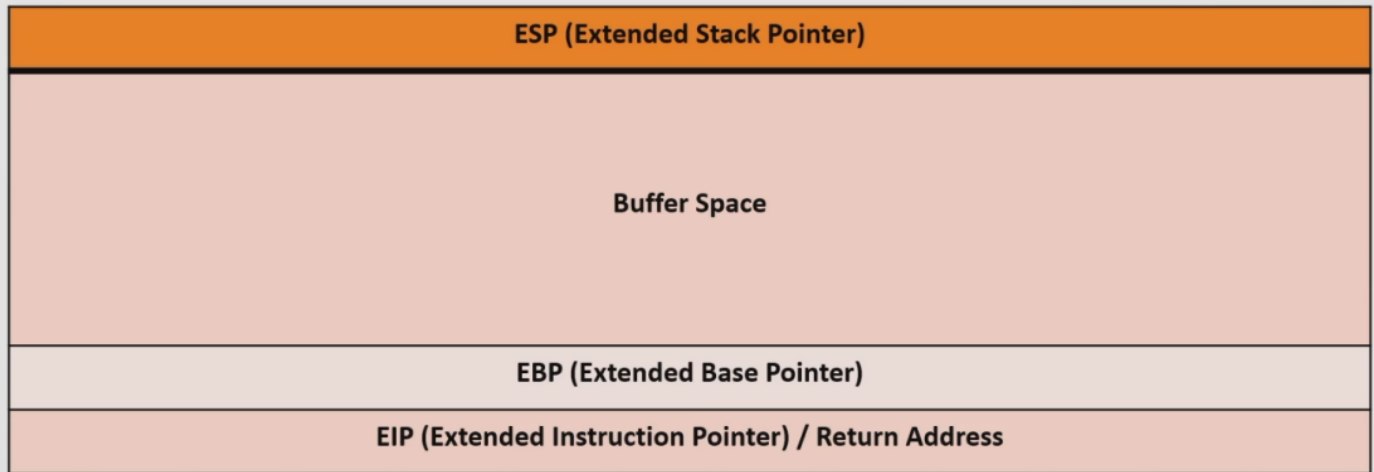 ESP (Extended Stack Pointer)
Buffer Space
EBP (Extended Base Pointer)
EIP (Extended Instruction Pointer) / Return Address